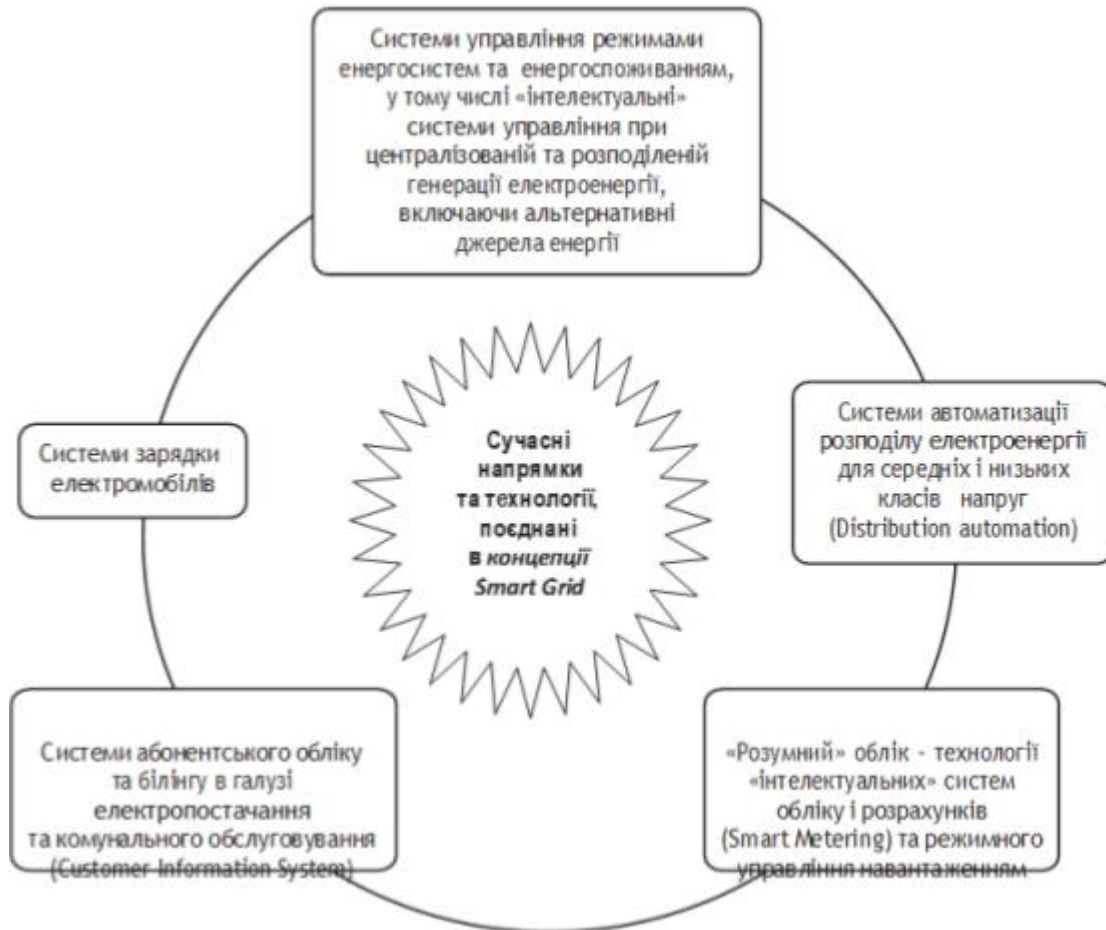 Системи управління режимами
енергосистем та енергоспоживанням,
у тому числі «інтелектуальні»
системи управління при
централізованій та розподіленій
генерації електроенергії,
включаючи альтернативні
джерела енергії
Системи зарядки
електромобілів
Сучасні
напрямки
та технології,
поєднані
в концепції
Smart Grid
Системи автоматизації
розподілу електроенергії
для середніх і низьких
класів напруг
(Distribution automation)
Системи абонентського обліку
та білінгу в галузі
електропостачання
та комунального обслуговування
(Customer Information System)
«Розумний» облік - технології
«інтелектуальних» систем
обліку і розрахунків
(Smart Metering) та режимного
управління навантаженням